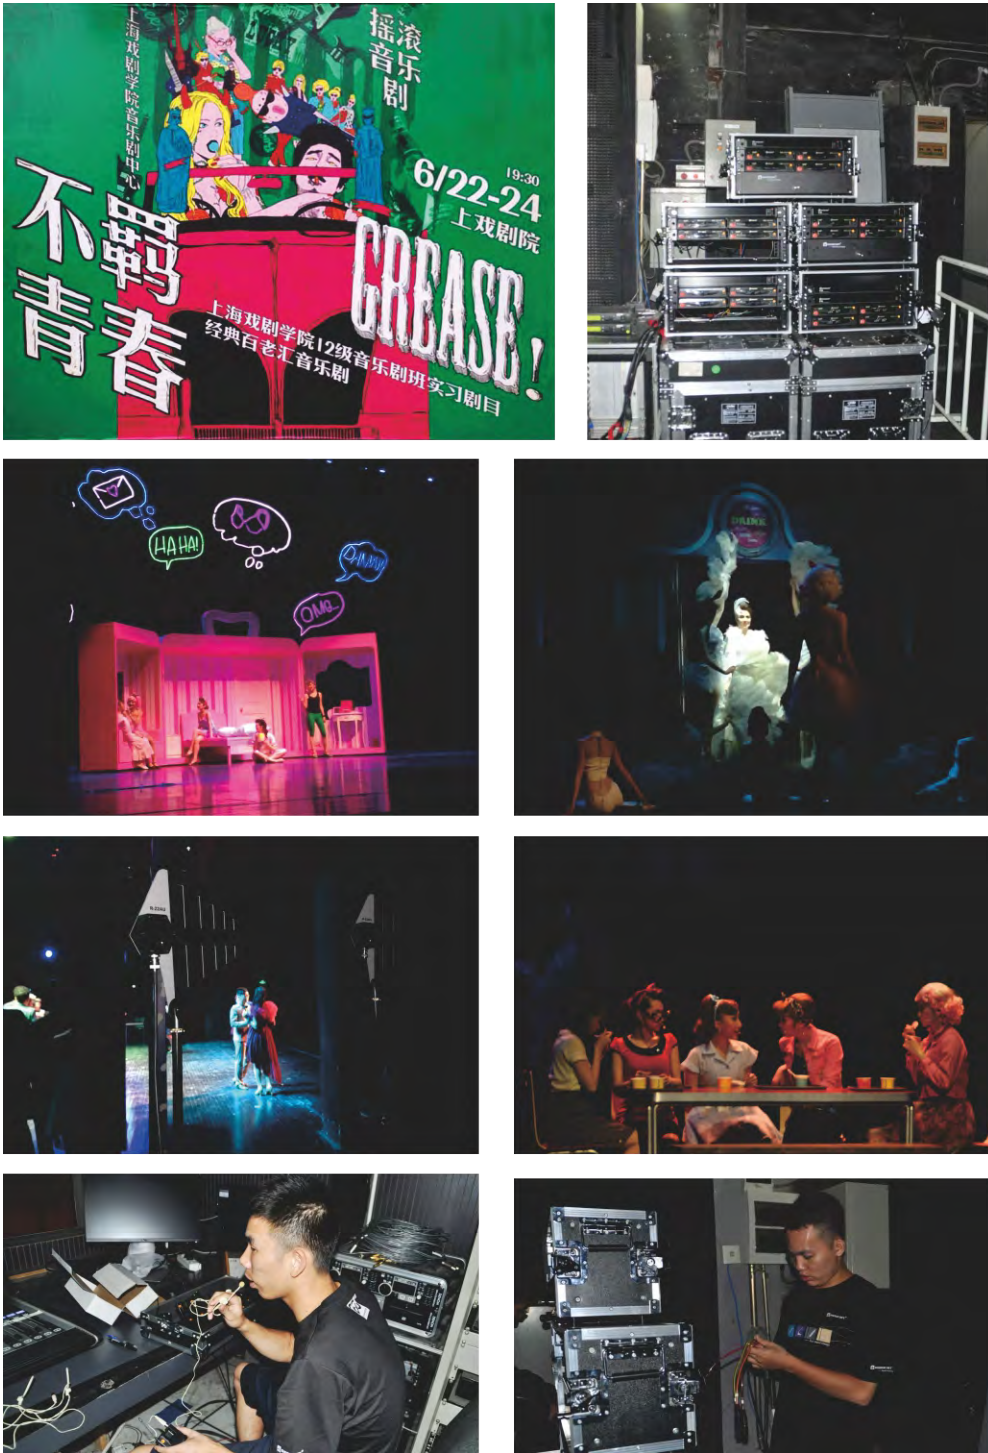 上海戏剧学院音乐剧中心
摇滚乐
音剧
6/22-24
19:30
上戏剧院
不羁
青春
GREASE!
上海戏剧学院12级音乐剧班实习剧目
经典百老汇音乐剧
HA HA!
OMG
DRINK